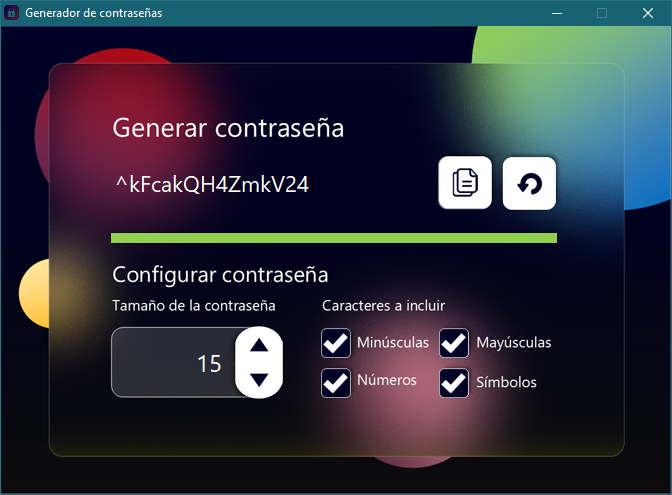 Generador de contraseñas
Generar contraseña
^kFcakQH4ZmkV24
Configurar contraseña
Tamaño de la contraseña
Caracteres a incluir
15
Minúsculas
Mayúsculas
Números
Símbolos